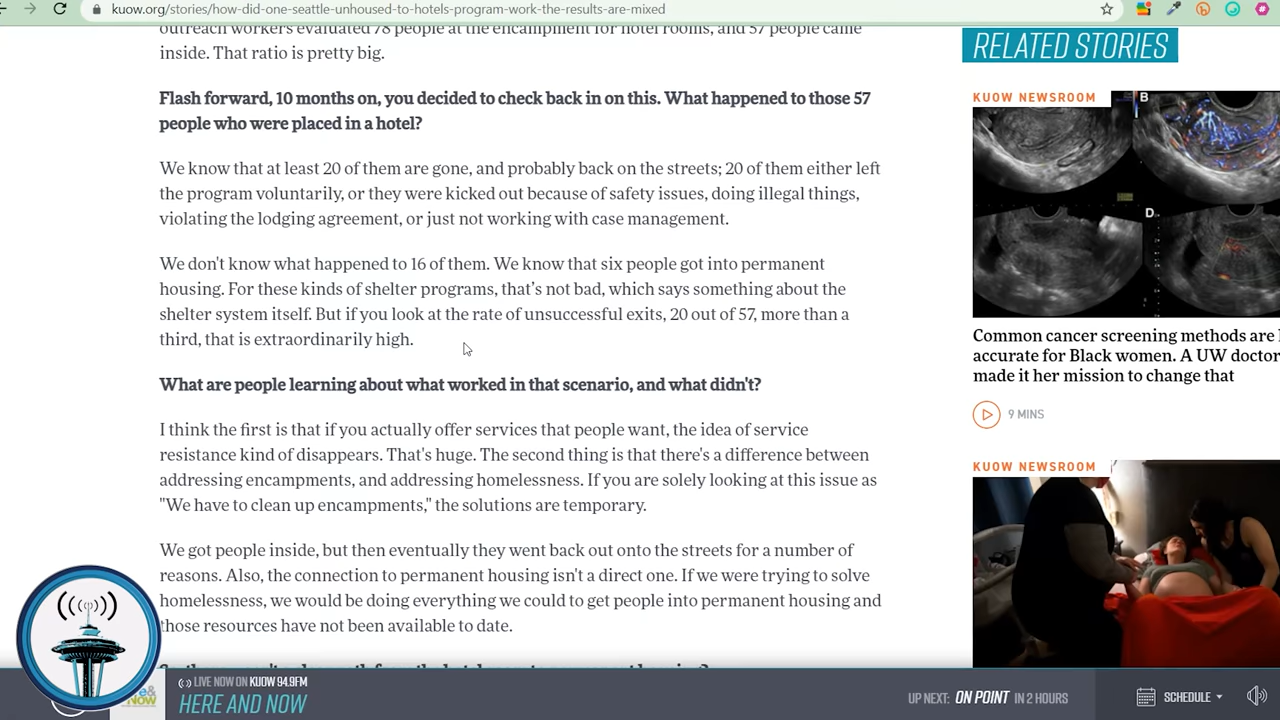 kuow.org/stories/how-did-one-seattle-unhoused-to-hotels-program-work-the-results-are-mixed
outreach workers evaluated 78 people at the encampment for hotel rooms, and 57 people came
inside. That ratio is pretty big.
Flash forward, 10 months on, you decided to check back in on this. What happened to those 57
people who were placed in a hotel?
We know that at least 20 of them are gone, and probably back on the streets; 20 of them either left
the program voluntarily, or they were kicked out because of safety issues, doing illegal things,
violating the lodging agreement, or just not working with case management.
We don't know what happened to 16 of them. We know that six people got into permanent
housing. For these kinds of shelter programs, that's not bad, which says something about the
shelter system itself. But if you look at the rate of unsuccessful exits, 20 out of 57, more than a
third, that is extraordinarily high.
What are people learning about what worked in that scenario, and what didn't?
I think the first is that if you actually offer services that people want, the idea of service
resistance kind of disappears. That's huge. The second thing is that there's a difference between
addressing encampments, and addressing homelessness. If you are solely looking at this issue as
"We have to clean up encampments," the solutions are temporary.
We got people inside, but then eventually they went back out onto the streets for a number of
reasons. Also, the connection to permanent housing isn't a direct one. If we were trying to solve
homelessness, we would be doing everything we could to get people into permanent housing and
those resources have not been available to date.
RELATED STORIES
KUOW NEWSROOM
B
D
Common cancer screening methods are
accurate for Black women. A UW doctor
made it her mission to change that
9 MINS
KUOW NEWSROOM
Now
LIVE NOW ON KUOW 94.9FM
HERE AND NOW
UP NEXT: ON POINT IN 2 HOURS
SCHEDULE